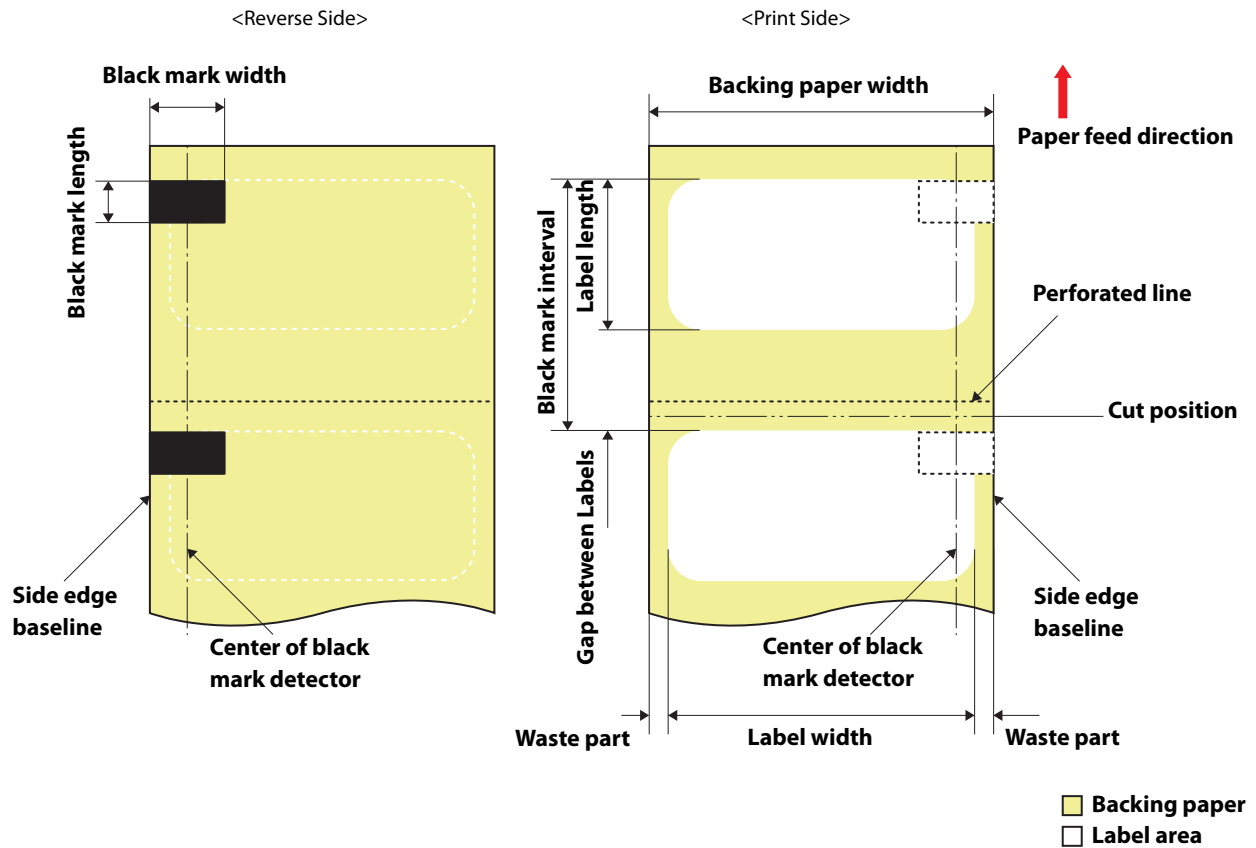 <Reverse Side>
<Print Side>
Black mark width
Backing paper width
Paper feed direction
Black mark length
Black mark interval
Label length
Perforated line
Cut position
Gap between Labels
Side edge
baseline
Center of black
mark detector
Center of black
mark detector
Side edge
baseline
Waste part
Label width
Waste part
Backing paper
Label area